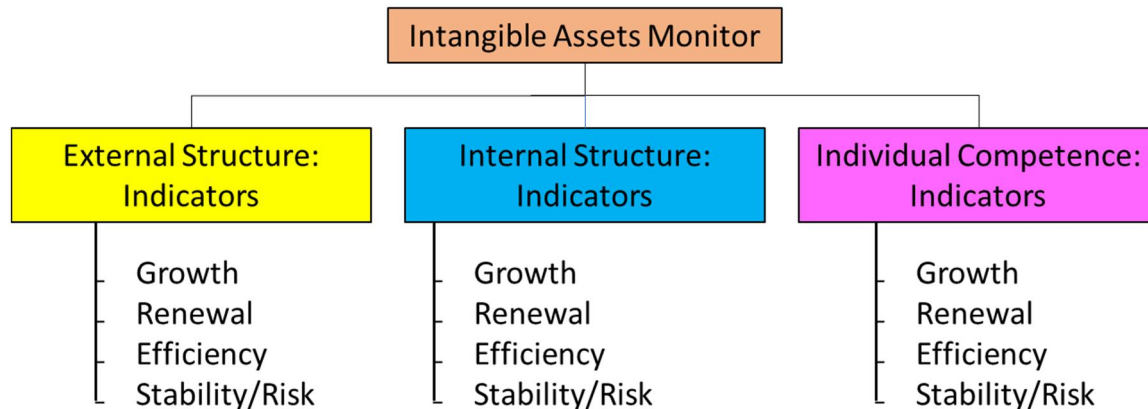 Intangible Assets Monitor
External Structure:
Indicators
Growth
Renewal
Efficiency
Stability/Risk
Internal Structure:
Indicators
Growth
Renewal
Efficiency
Stability/Risk
Individual Competence:
Indicators
Growth
Renewal
Efficiency
Stability/Risk